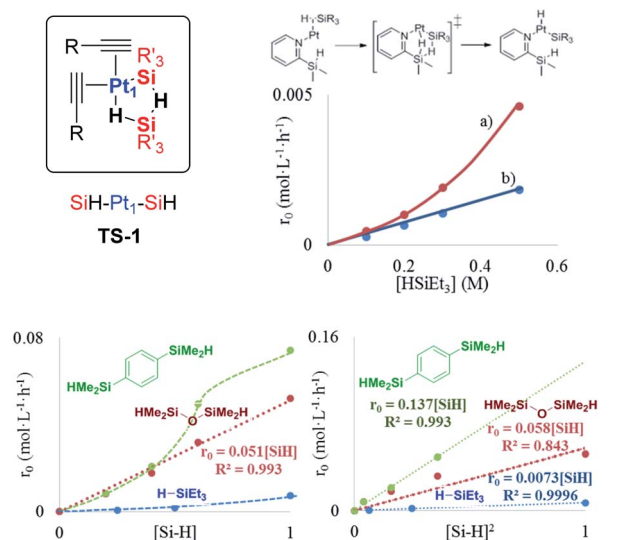 R
R'3
Si
Pt1
H
H
Si
R'3
R
SiH-Pt1-SiH
TS-1
H SiR3
Pt
N
H
Si
‡
N
Pt
H
SiR3
H
Si
H
Pt
N
SiR3
H
Si
0.005
a)
b)
r0 (mol·L-1·h-1)
0
0
0.2
0.4
0.6
[HSiEt3] (M)
0.08
SiMe2H
HMe2Si
HMe2Si
O
SiMe2H
r0 = 0.051[SiH]
R² = 0.993
H-SiEt3
r0 (mol·L-1·h-1)
0
0
1
[Si-H]
0.16
SiMe2H
HMe2Si
r0 = 0.137[SiH]
R² = 0.993
HMe2Si
O
SiMe2H
r0 = 0.058[SiH]
R² = 0.843
H-SiEt3
r0 = 0.0073[SiH]
R² = 0.9996
r0 (mol·L-1·h-1)
0
0
1
[Si-H]²